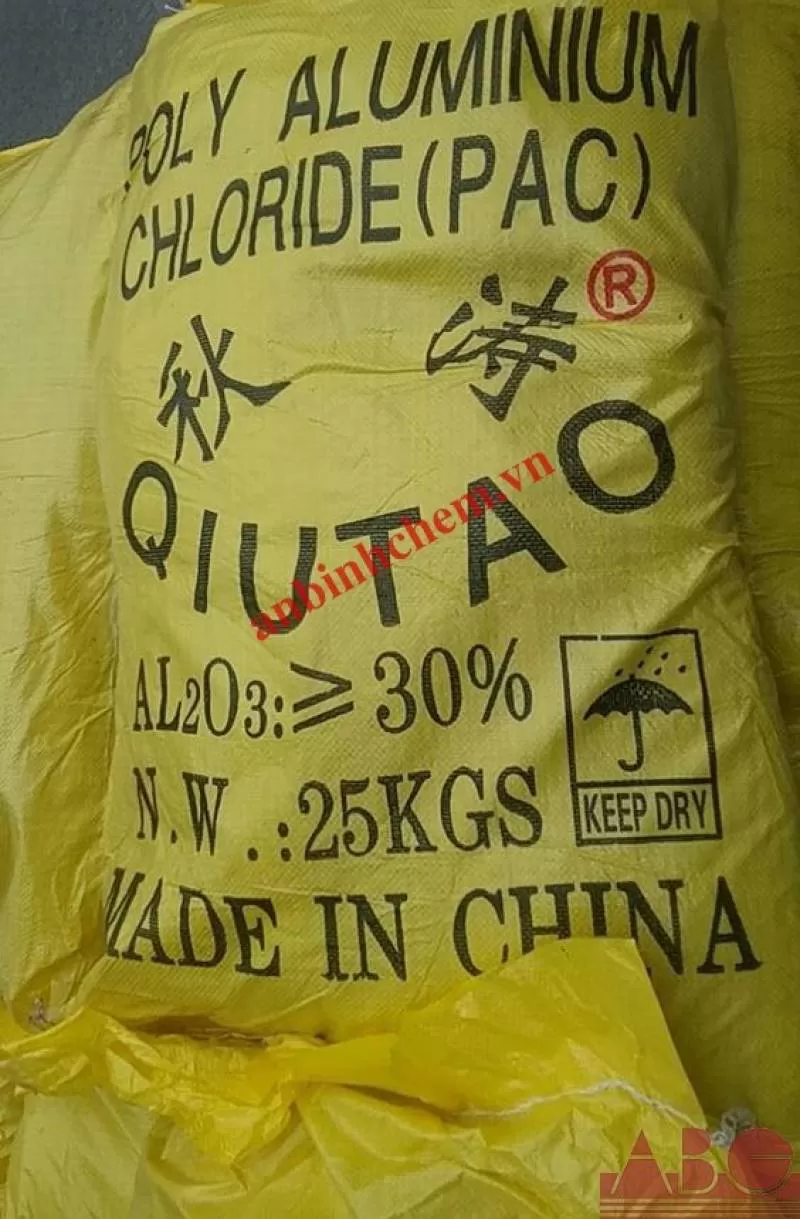 POLY ALUMINIUM
CHLORIDE(PAC)
秋涛®
QIUTAO
anbinhchem.vn
AL2O3:≥30%
N.W.:25KGS
KEEP DRY
MADE IN CHINA
ABC